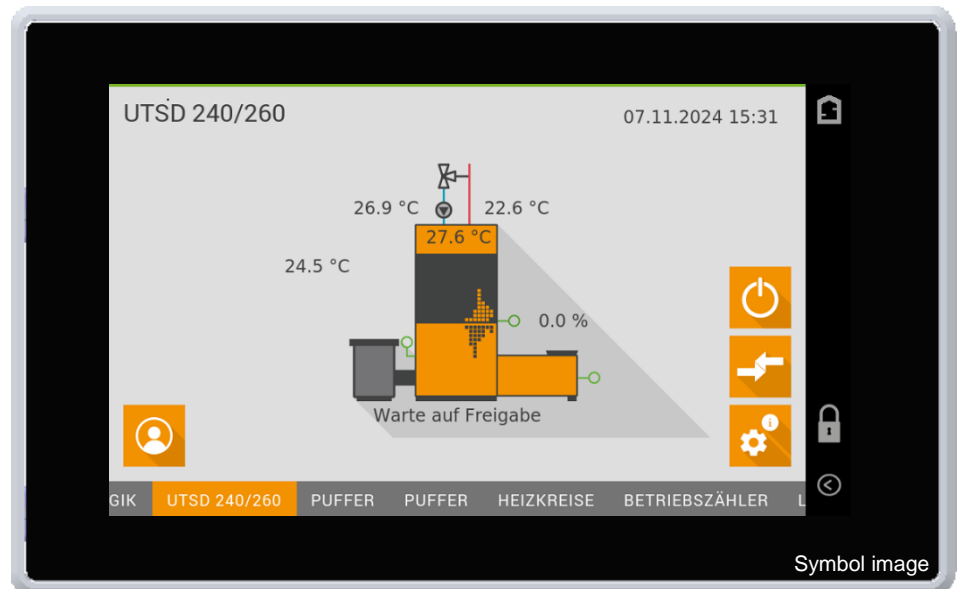 UTSD 240/260
07.11.2024 15:31
26.9 °C
22.6 °C
27.6 °C
24.5 °C
0.0 %
Warte auf Freigabe
i
GIK UTSD 240/260 PUFFER PUFFER HEIZKREISE BETRIEBSZÄHLER L
Symbol image